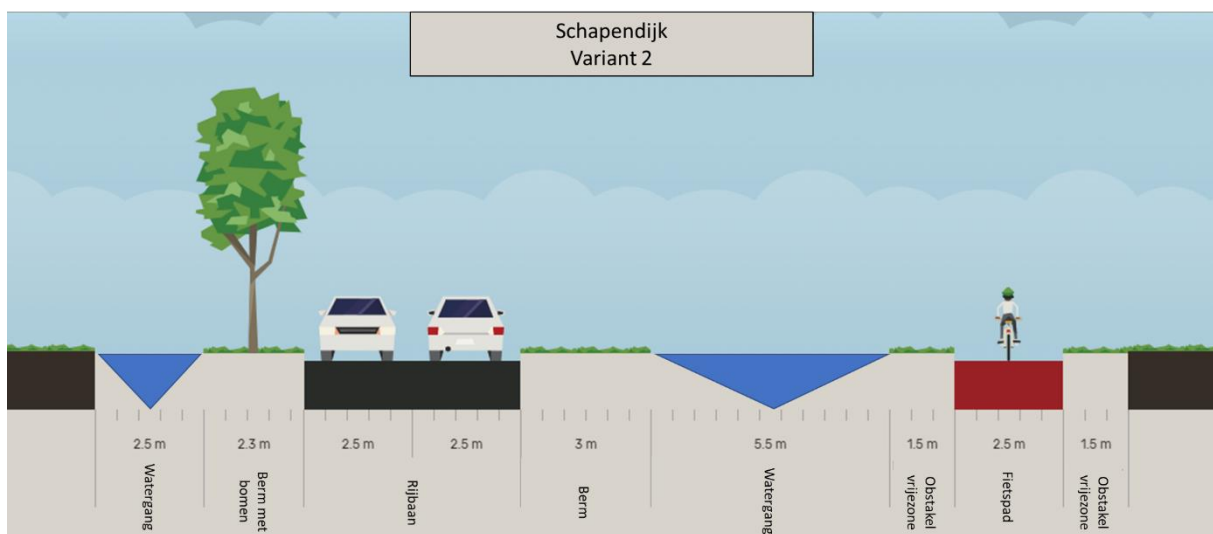 Schapendijk
Variant 2
2.5 m
2.3 m
2.5 m
2.5 m
3 m
5.5 m
1.5 m
2.5 m
1.5 m
Watergang
Berm met
bomen
Rijbaan
Berm
Watergang
Obstakel
vrijezone
Fietspad
Obstakel
vrijezone